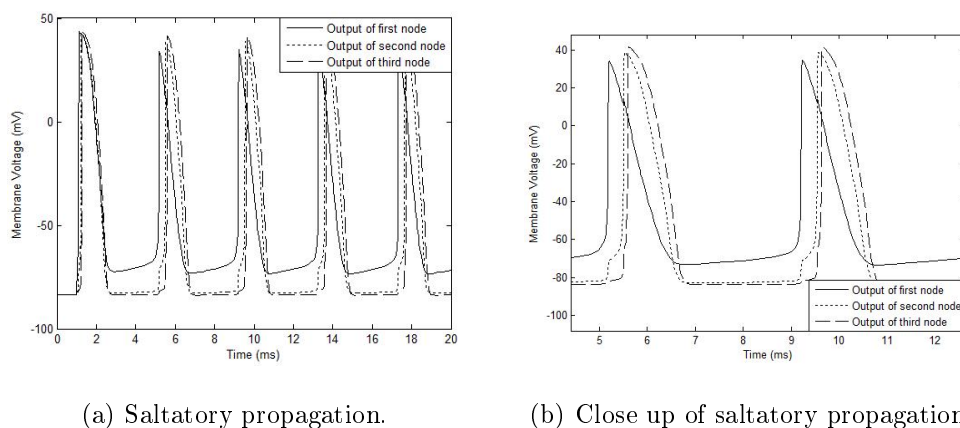 50
0
-50
-100
Membrane Voltage (mV)
0 2 4 6 8 10 12 14 16 18 20
Time (ms)
Output of first node
Output of second node
Output of third node
(a) Saltatory propagation.
40
20
0
-20
-40
-60
-80
-100
Membrane Voltage (mV)
5 6 7 8 9 10 11 12
Time (ms)
Output of first node
Output of second node
Output of third node
(b) Close up of saltatory propagation